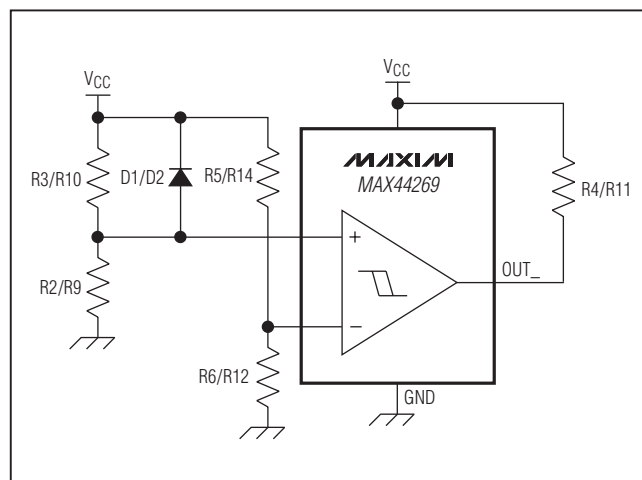 VCC
VCC
MAXIM
MAX44269
R3/R10
D1/D2
R5/R14
R4/R11
+
OUT_
R2/R9
−
R6/R12
GND